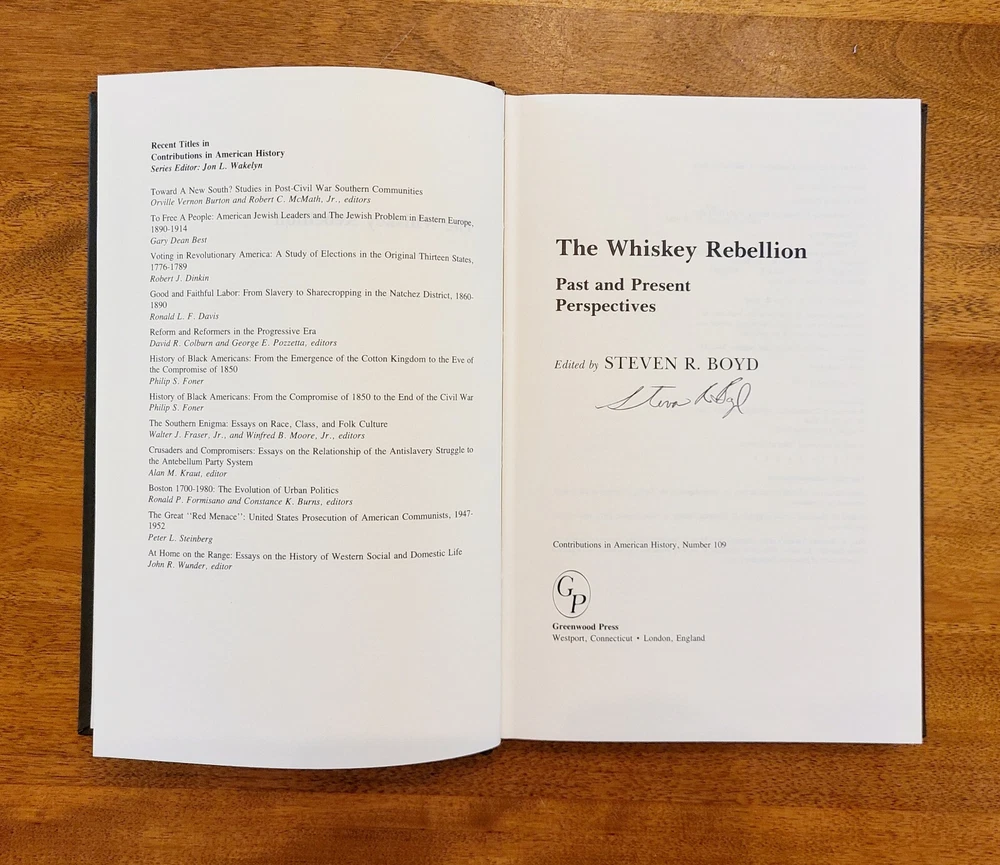 Recent Titles in
Contributions in American History
Series Editor: Jon L. Wakelyn
Toward A New South? Studies in Post-Civil War Southern Communities
Orville Vernon Burton and Robert C. McMath, Jr., editors
To Free A People: American Jewish Leaders and The Jewish Problem in Eastern Europe,
1890-1914
Gary Dean Best
Voting in Revolutionary America: A Study of Elections in the Original Thirteen States,
1776-1789
Robert J. Dinkin
Good and Faithful Labor: From Slavery to Sharecropping in the Natchez District, 1860-
1890
Ronald L. F. Davis
Reform and Reformers in the Progressive Era
David R. Colburn and George E. Pozzetta, editors
History of Black Americans: From the Emergence of the Cotton Kingdom to the Eve of
the Compromise of 1850
Philip S. Foner
History of Black Americans: From the Compromise of 1850 to the End of the Civil War
Philip S. Foner
The Southern Enigma: Essays on Race, Class, and Folk Culture
Walter J. Fraser, Jr., and Winfred B. Moore, Jr., editors
Crusaders and Compromisers: Essays on the Relationship of the Antislavery Struggle to
the Antebellum Party System
Alan M. Kraut, editor
Boston 1700-1980: The Evolution of Urban Politics
Ronald P. Formisano and Constance K. Burns, editors
The Great "Red Menace": United States Prosecution of American Communists, 1947-
1952
Peter L. Steinberg
At Home on the Range: Essays on the History of Western Social and Domestic Life
John R. Wunder, editor
The Whiskey Rebellion
Past and Present
Perspectives
Edited by STEVEN R. BOYD
Steven R. Boyd
Contributions in American History, Number 109
GP
Greenwood Press
Westport, Connecticut • London, England